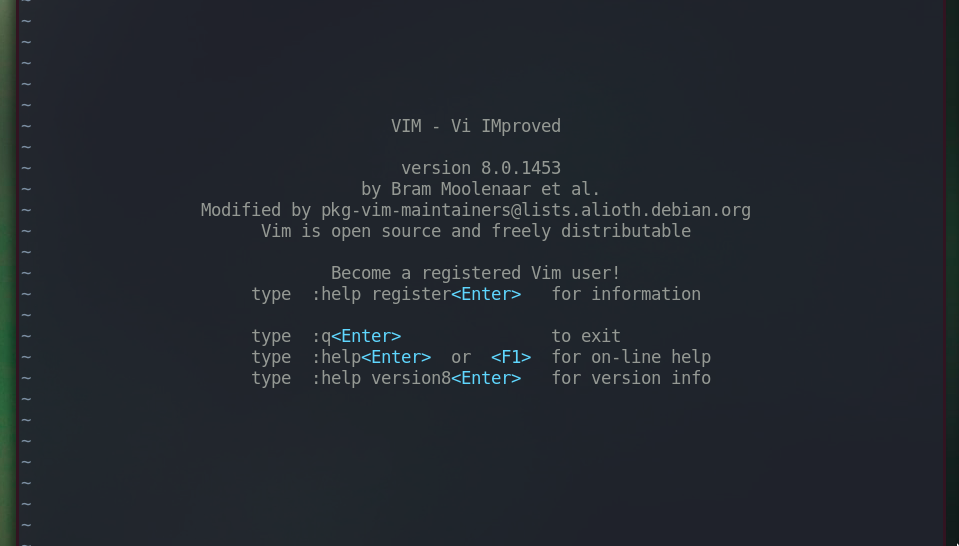 ~
~
~
~
~
~
~ VIM - Vi IMproved
~
~ version 8.0.1453
~ by Bram Moolenaar et al.
~ Modified by pkg-vim-maintainers@lists.alioth.debian.org
~ Vim is open source and freely distributable
~
~ Become a registered Vim user!
~ type :help register<Enter> for information
~
~ type :q<Enter> to exit
~ type :help<Enter> or <F1> for on-line help
~ type :help version8<Enter> for version info
~
~
~
~
~
~
~
~